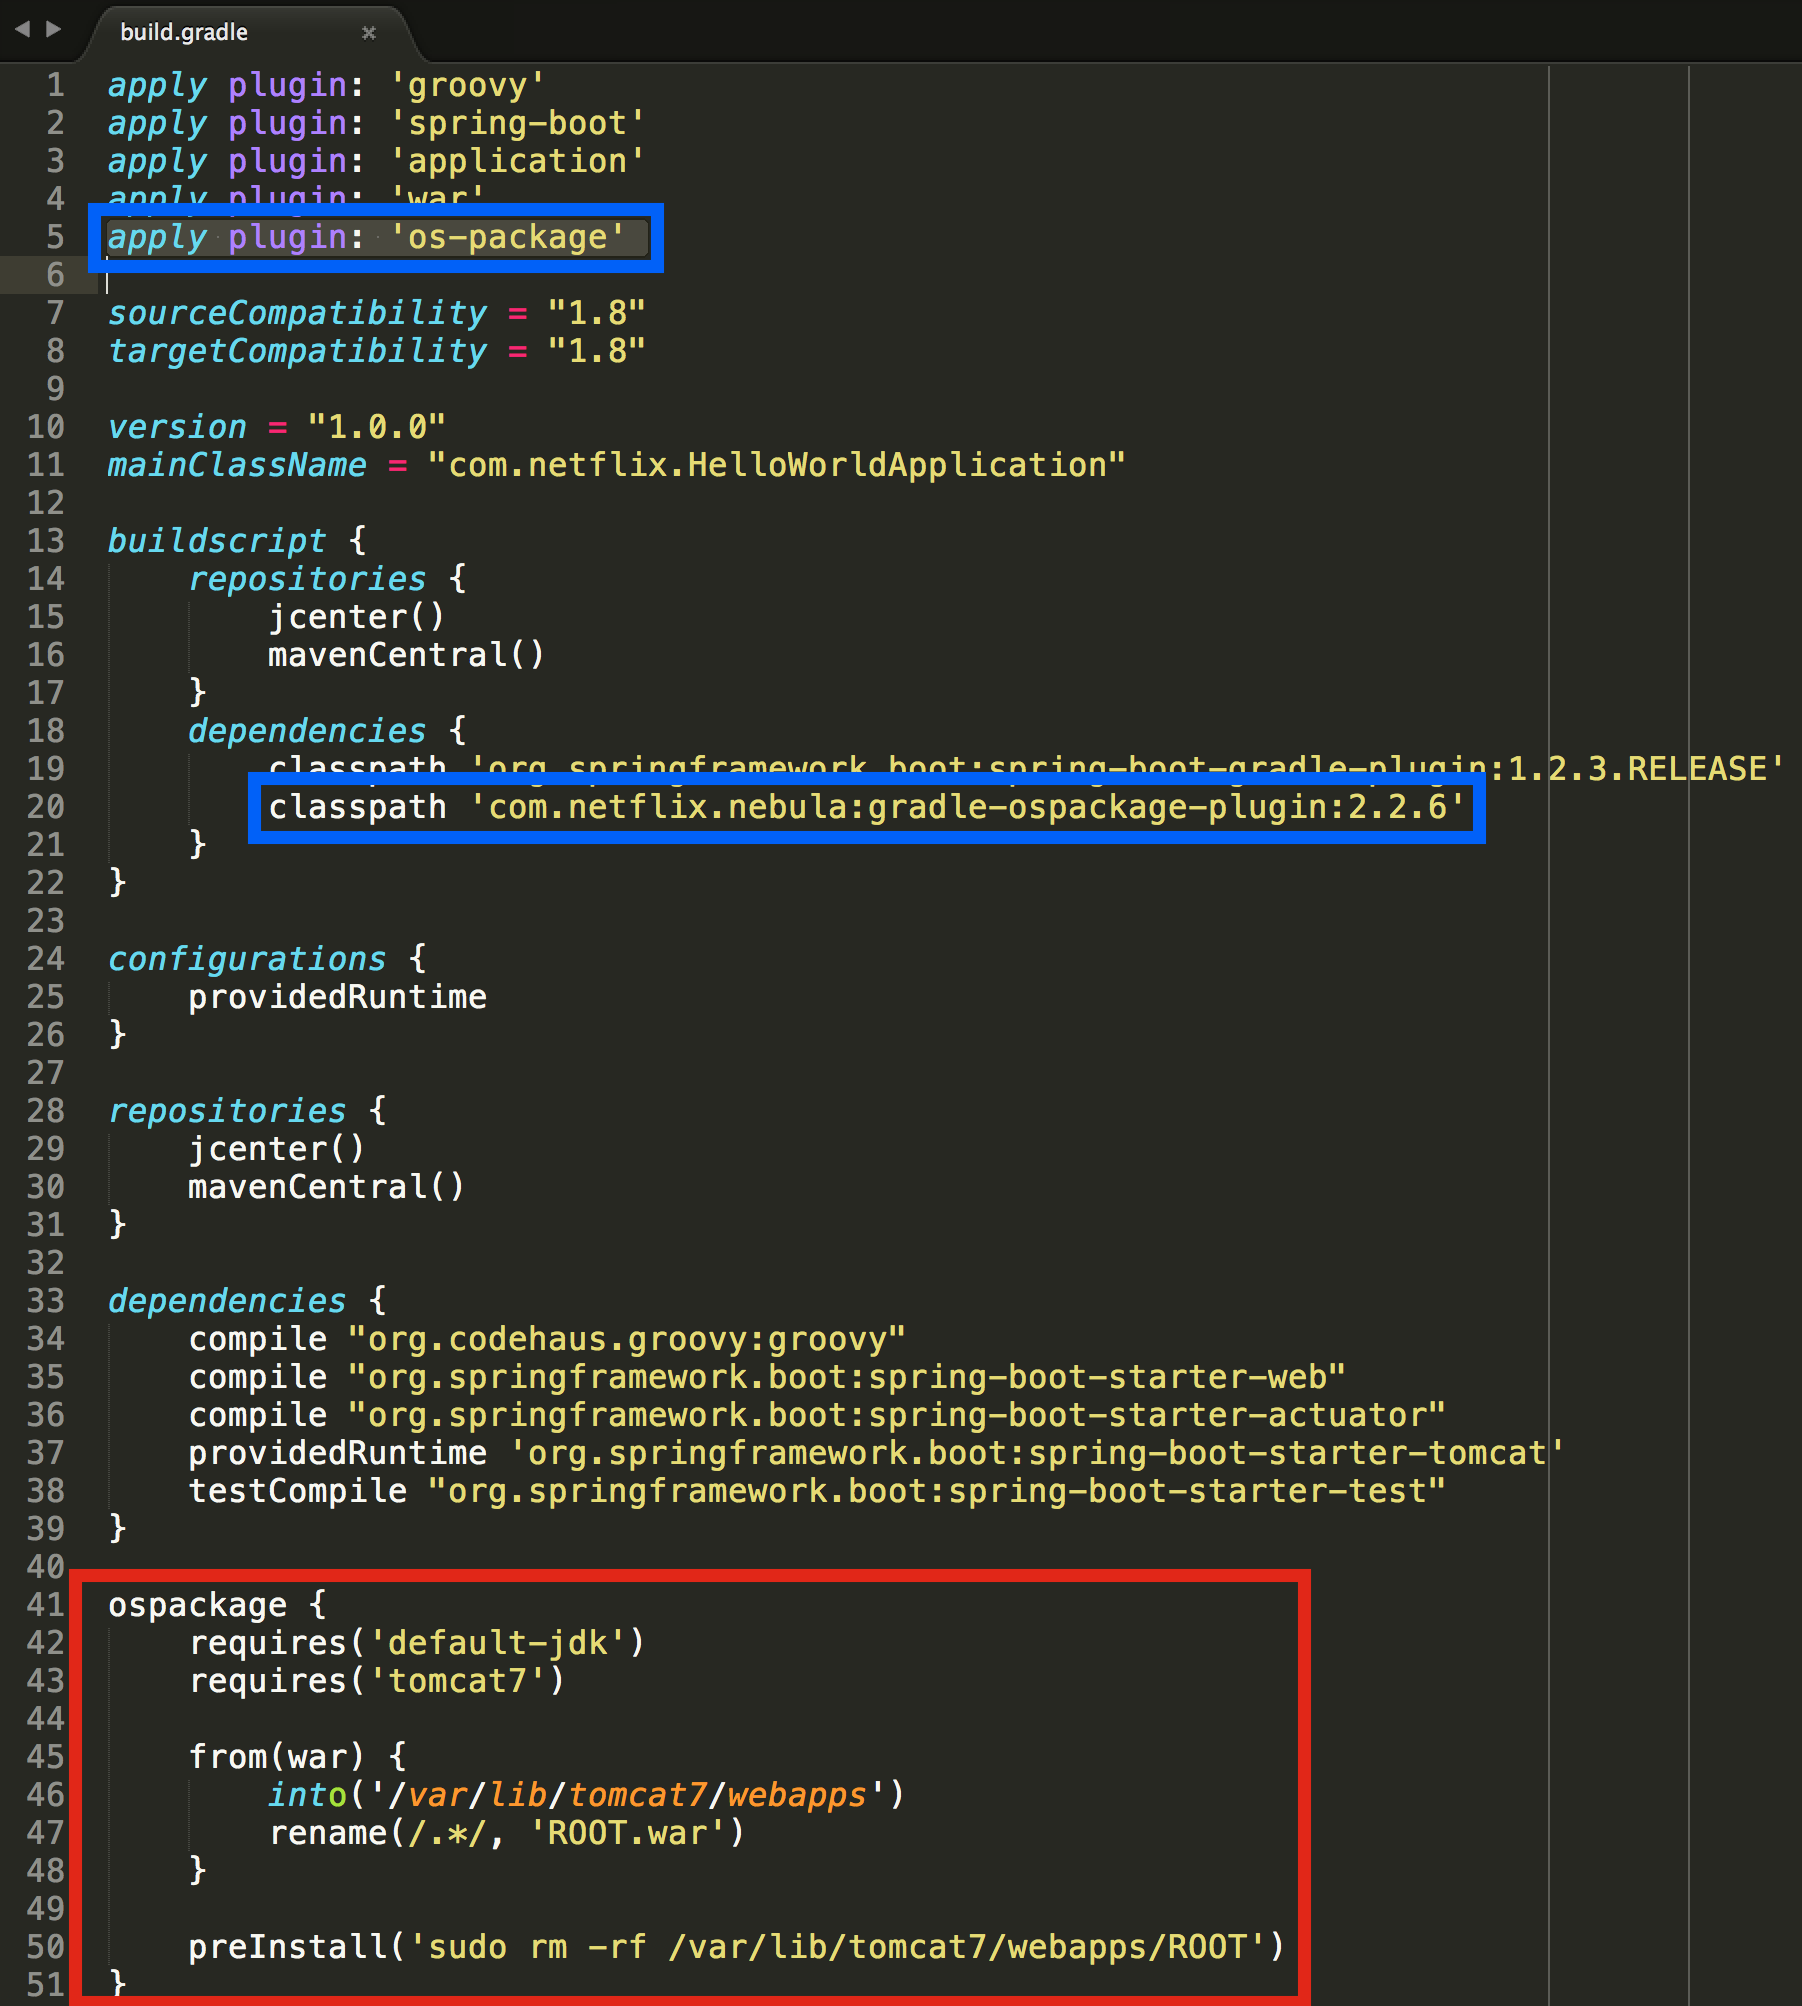 build.gradle ×
1 apply plugin: 'groovy'
2 apply plugin: 'spring-boot'
3 apply plugin: 'application'
4 apply plugin: 'war'
5 apply plugin: 'os-package'
6
7 sourceCompatibility = "1.8"
8 targetCompatibility = "1.8"
9
10 version = "1.0.0"
11 mainClassName = "com.netflix.HelloWorldApplication"
12
13 buildscript {
14     repositories {
15         jcenter()
16         mavenCentral()
17     }
18     dependencies {
19         classpath 'org.springframework.boot:spring-boot-gradle-plugin:1.2.3.RELEASE'
20         classpath 'com.netflix.nebula:gradle-ospackage-plugin:2.2.6'
21     }
22 }
23
24 configurations {
25     providedRuntime
26 }
27
28 repositories {
29     jcenter()
30     mavenCentral()
31 }
32
33 dependencies {
34     compile "org.codehaus.groovy:groovy"
35     compile "org.springframework.boot:spring-boot-starter-web"
36     compile "org.springframework.boot:spring-boot-starter-actuator"
37     providedRuntime 'org.springframework.boot:spring-boot-starter-tomcat'
38     testCompile "org.springframework.boot:spring-boot-starter-test"
39 }
40
41 ospackage {
42     requires('default-jdk')
43     requires('tomcat7')
44
45     from(war) {
46         into('/var/lib/tomcat7/webapps')
47         rename(/.*/, 'ROOT.war')
48     }
49
50     preInstall('sudo rm -rf /var/lib/tomcat7/webapps/ROOT')
51 }